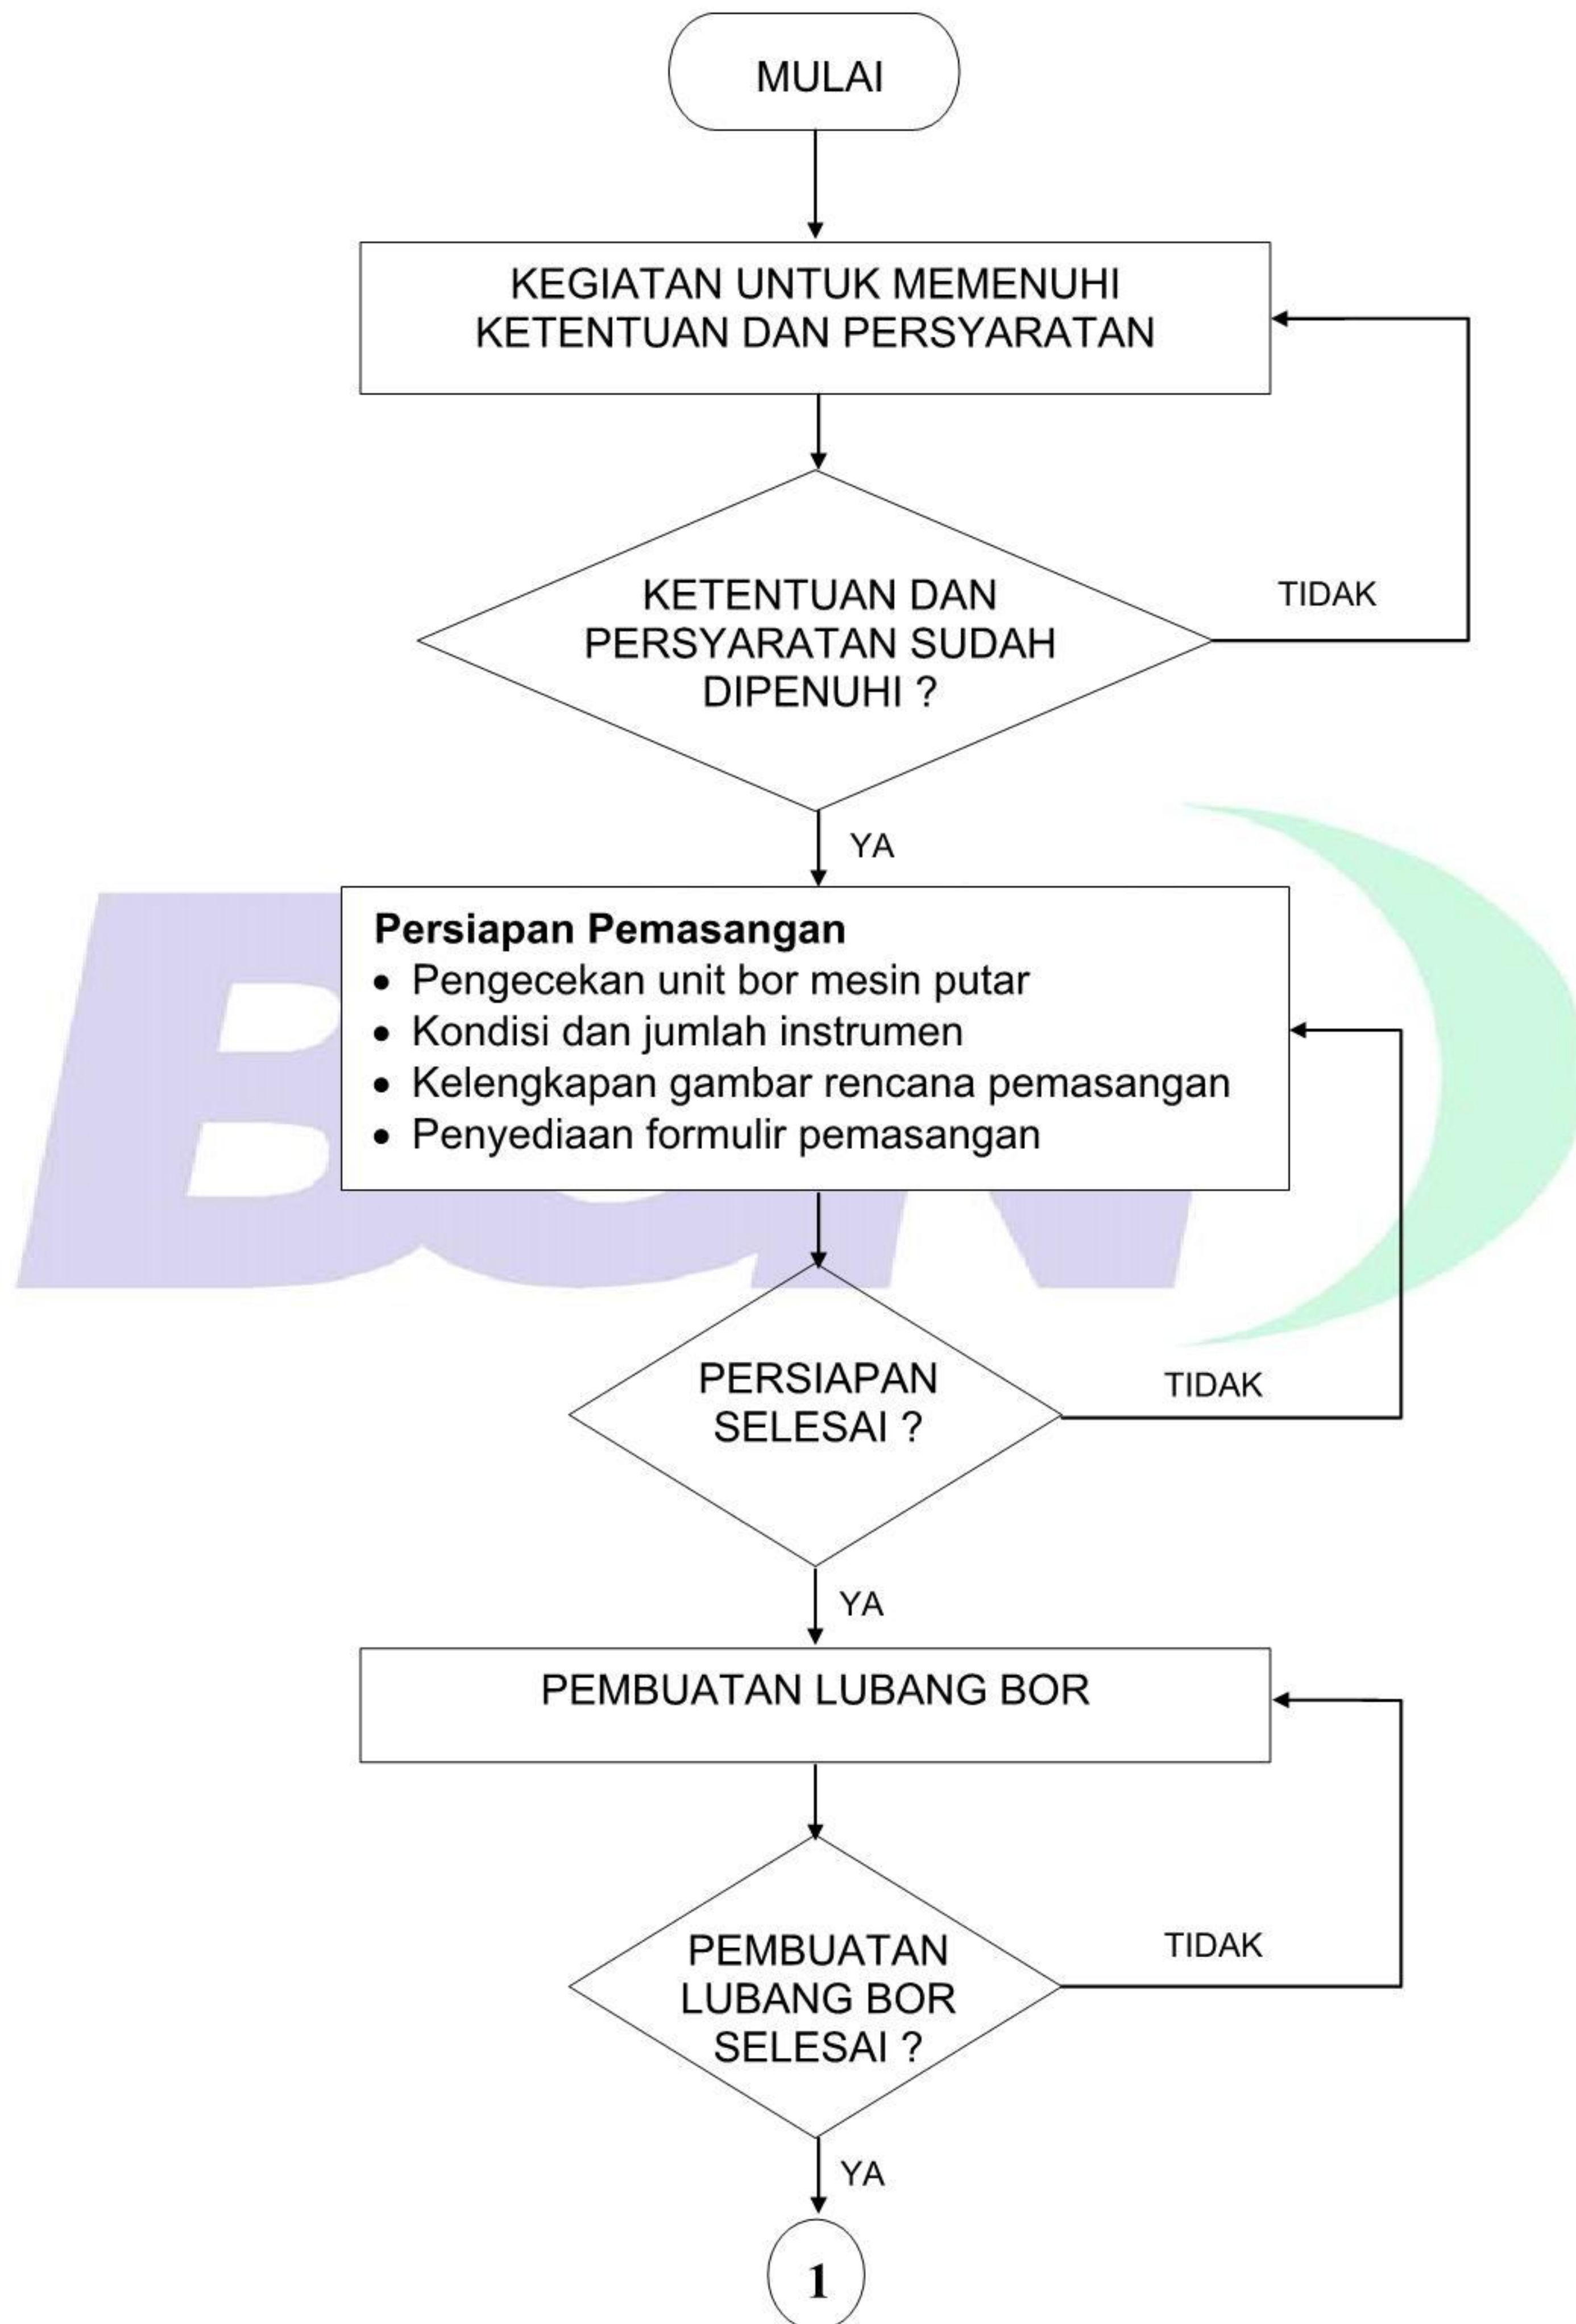 MULAI
KEGIATAN UNTUK MEMENUHI
KETENTUAN DAN PERSYARATAN
KETENTUAN DAN
PERSYARATAN SUDAH
DIPENUHI ?
TIDAK
YA
Persiapan Pemasangan
• Pengecekan unit bor mesin putar
• Kondisi dan jumlah instrumen
• Kelengkapan gambar rencana pemasangan
• Penyediaan formulir pemasangan
PERSIAPAN
SELESAI ?
TIDAK
YA
PEMBUATAN LUBANG BOR
PEMBUATAN
LUBANG BOR
SELESAI ?
TIDAK
YA
1